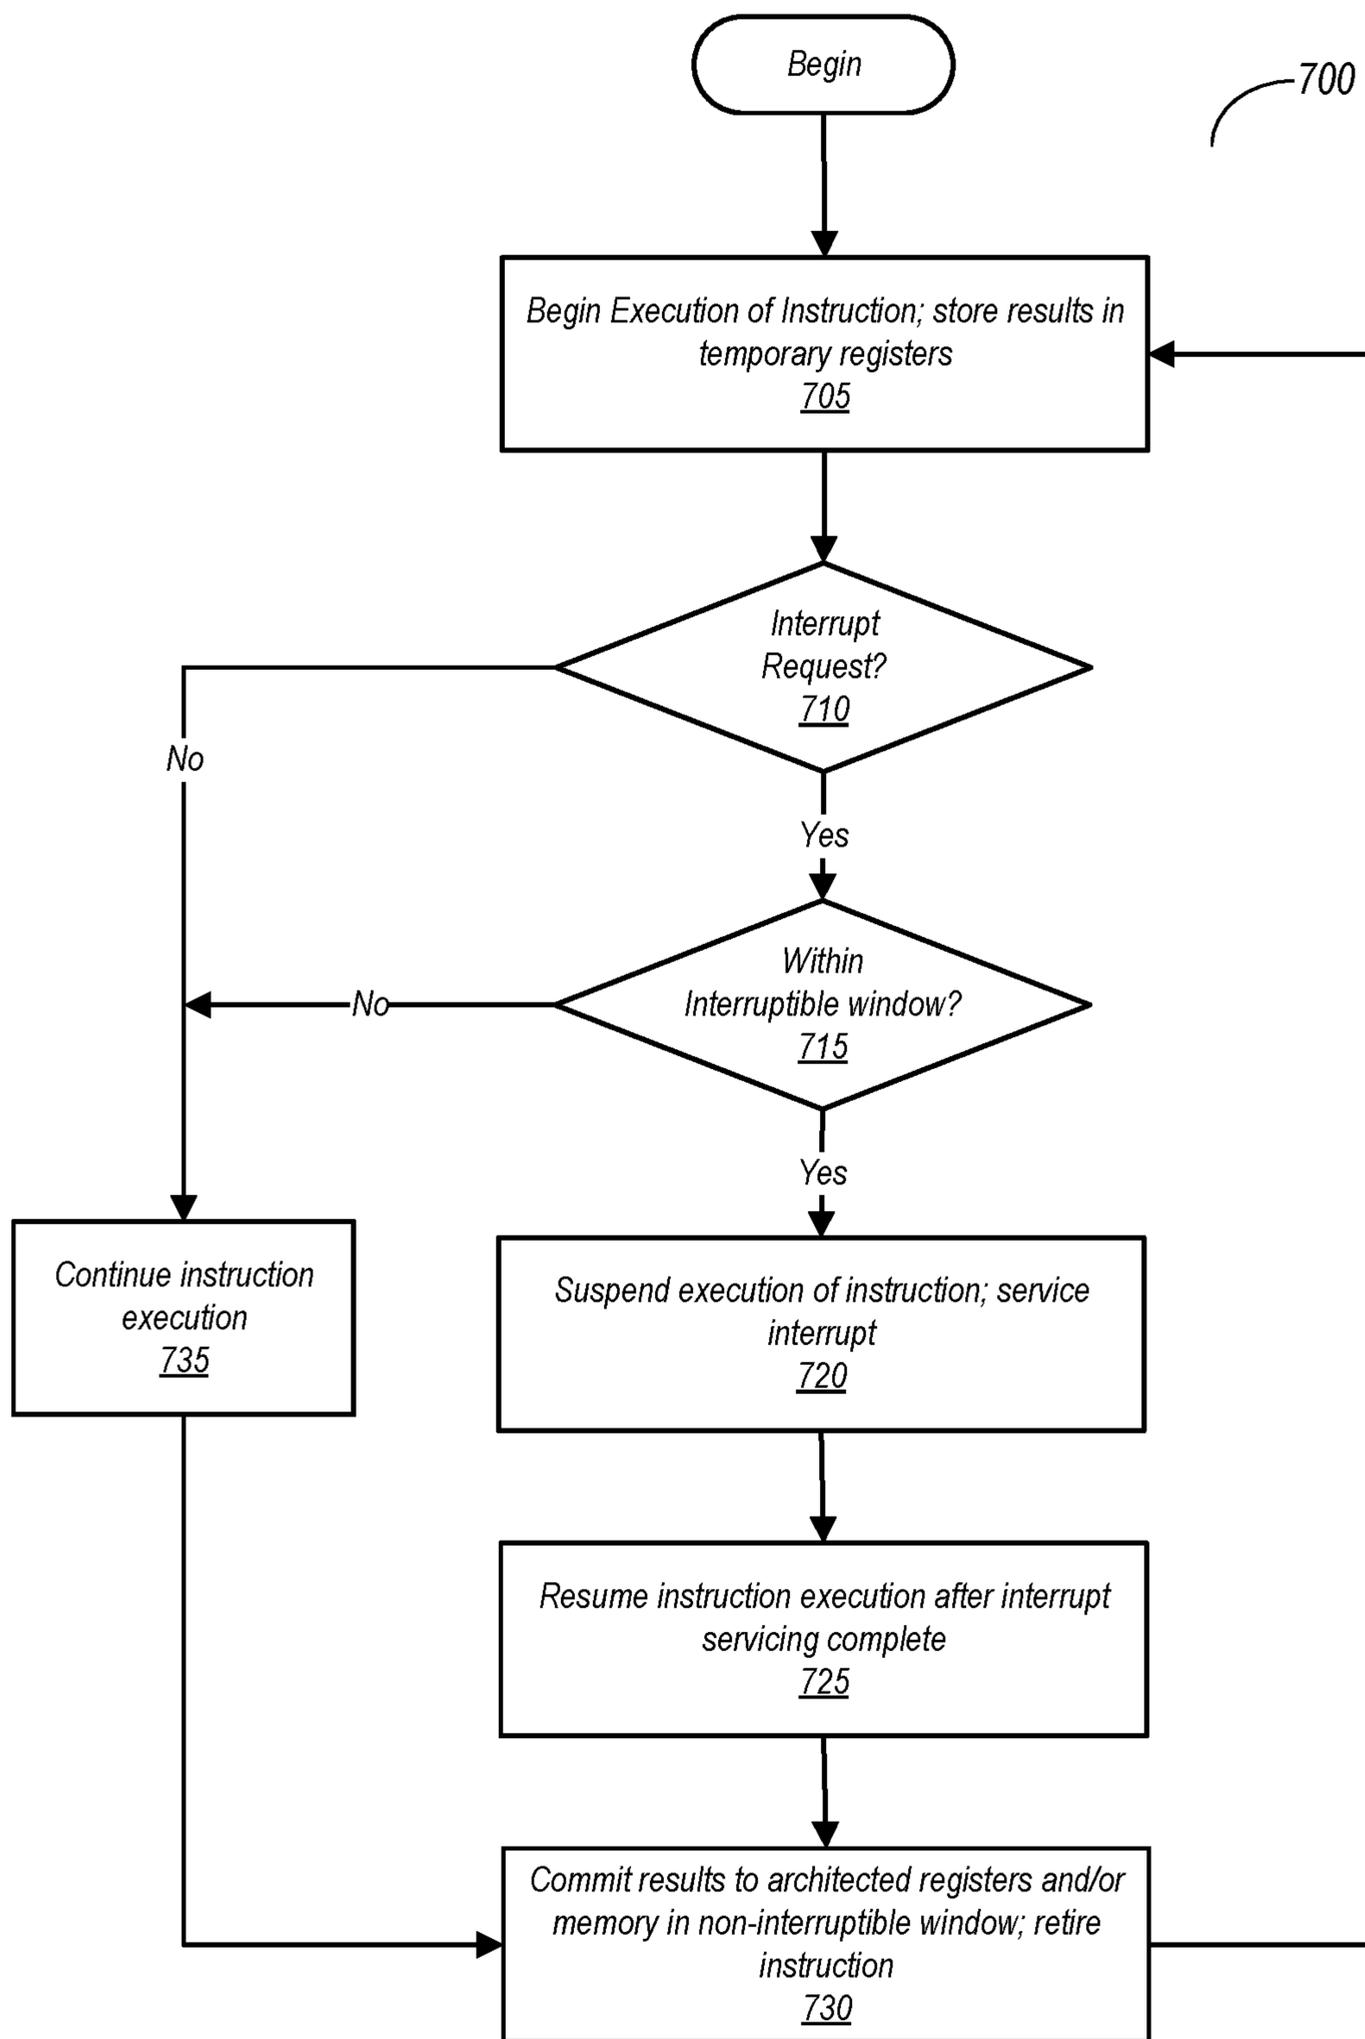 Begin
700
Begin Execution of Instruction; store results in
temporary registers
705
Interrupt
Request?
710
No
Yes
Within
Interruptible window?
715
No
Yes
Continue instruction
execution
735
Suspend execution of instruction; service
interrupt
720
Resume instruction execution after interrupt
servicing complete
725
Commit results to architected registers and/or
memory in non-interruptible window; retire
instruction
730